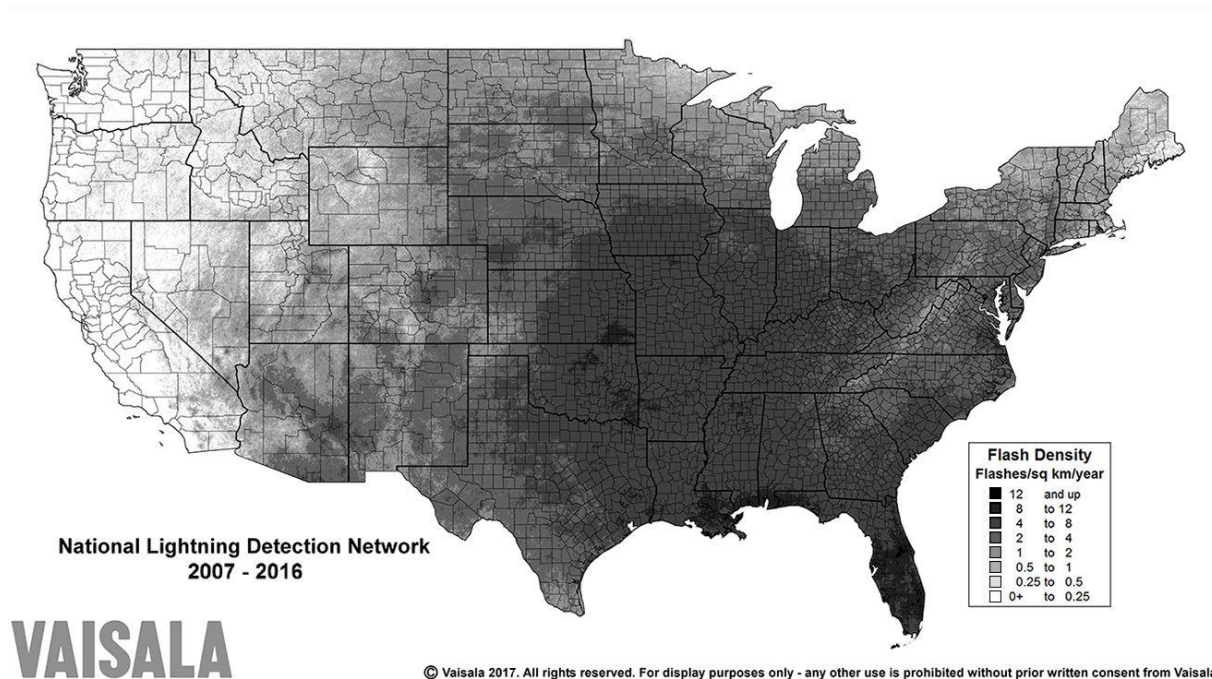 National Lightning Detection Network
2007 - 2016
Flash Density
Flashes/sq km/year
12 and up
8 to 12
4 to 8
2 to 4
1 to 2
0.5 to 1
0.25 to 0.5
0+ to 0.25
VAISALA
© Vaisala 2017. All rights reserved. For display purposes only - any other use is prohibited without prior written consent from Vaisala